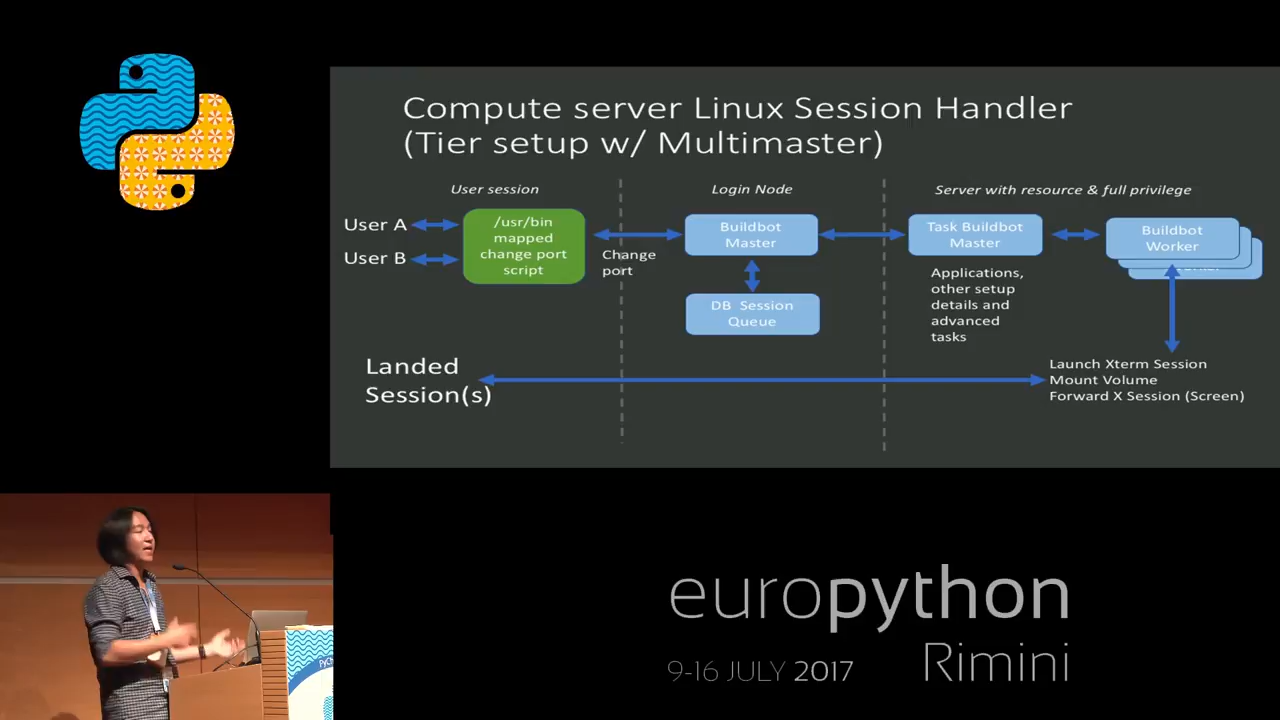 Compute server Linux Session Handler
(Tier setup w/ Multimaster)
User session
Login Node
Server with resource & full privilege
User A
User B
/usr/bin
mapped
change port
script
Change
port
Buildbot
Master
DB Session
Queue
Task Buildbot
Master
Applications,
other setup
details and
advanced
tasks
Buildbot
Worker
Landed
Session(s)
Launch Xterm Session
Mount Volume
Forward X Session (Screen)
europython
9-16 JULY 2017
Rimini